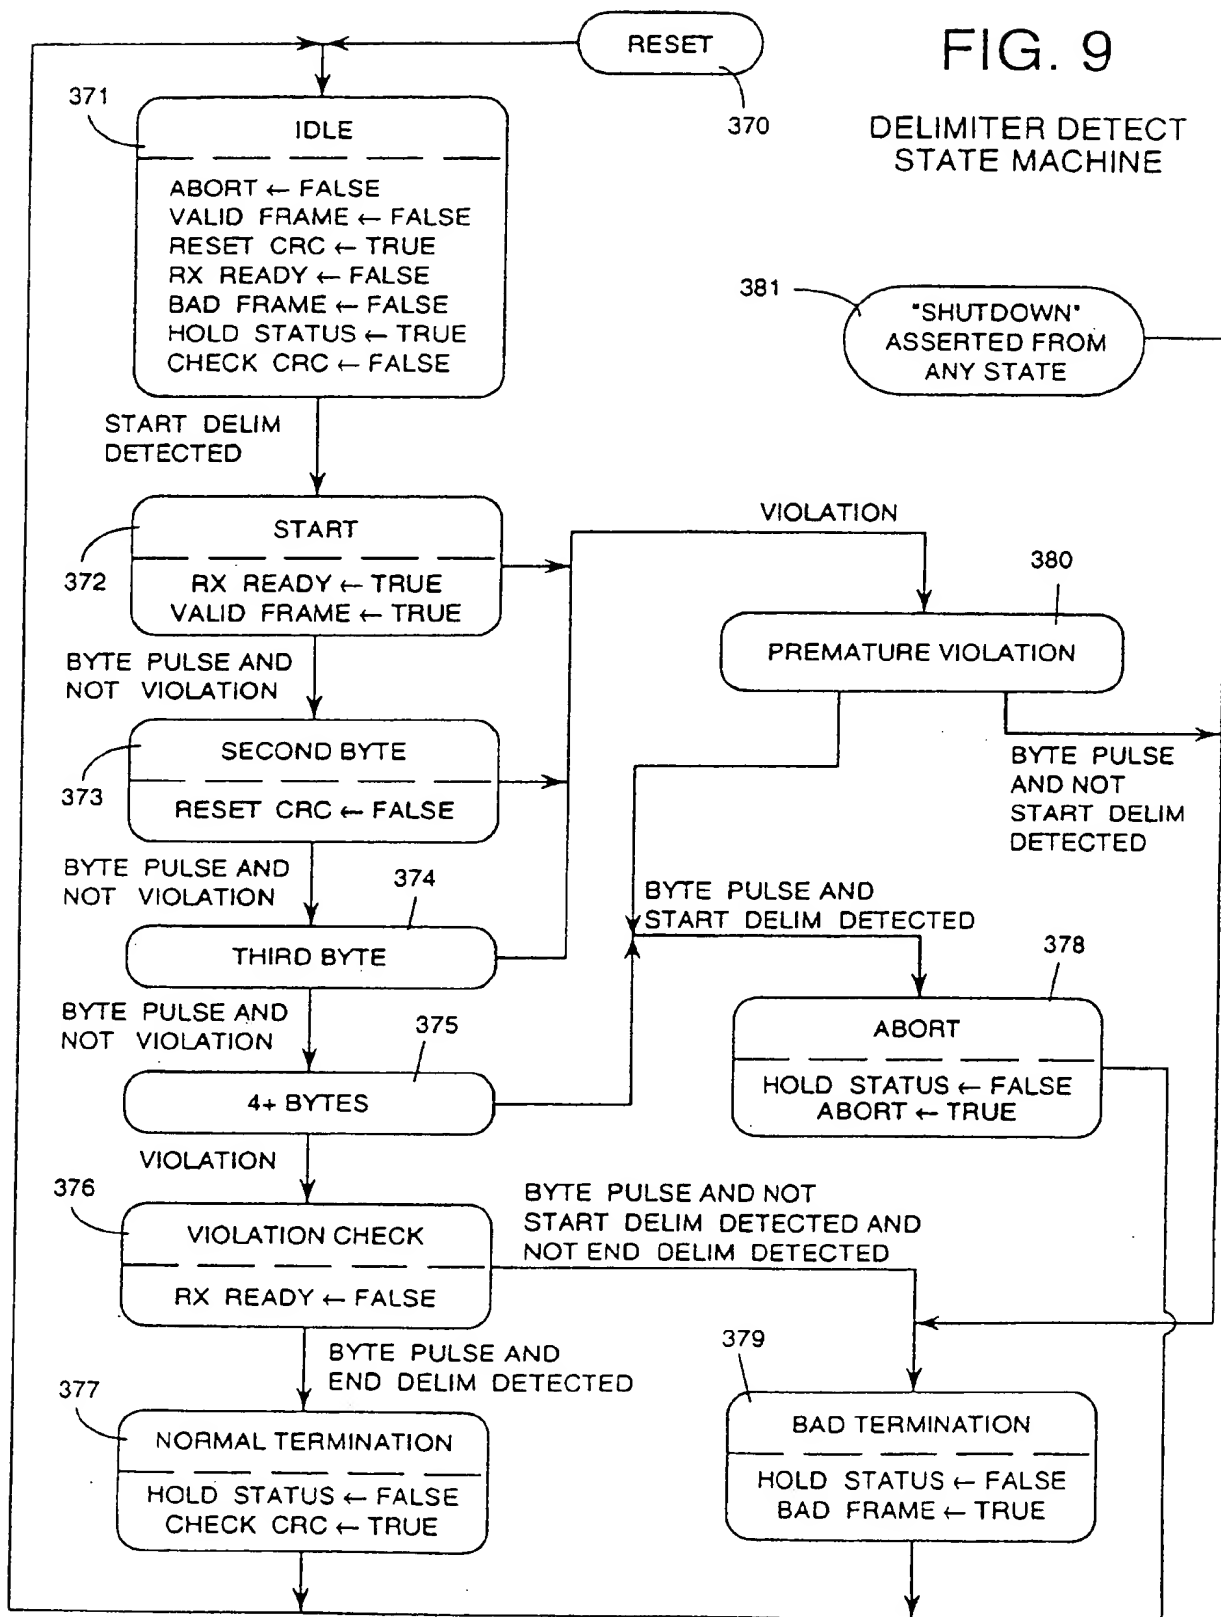 RESET
370
FIG. 9
DELIMITER DETECT
STATE MACHINE
371
IDLE
ABORT ← FALSE
VALID FRAME ← FALSE
RESET CRC ← TRUE
RX READY ← FALSE
BAD FRAME ← FALSE
HOLD STATUS ← TRUE
CHECK CRC ← FALSE
381
"SHUTDOWN"
ASSERTED FROM
ANY STATE
START DELIM
DETECTED
372
START
RX READY ← TRUE
VALID FRAME ← TRUE
VIOLATION
380
PREMATURE VIOLATION
BYTE PULSE AND
NOT VIOLATION
373
SECOND BYTE
RESET CRC ← FALSE
BYTE PULSE
AND NOT
START DELIM
DETECTED
BYTE PULSE AND
NOT VIOLATION
374
THIRD BYTE
BYTE PULSE AND
START DELIM DETECTED
378
ABORT
HOLD STATUS ← FALSE
ABORT ← TRUE
BYTE PULSE AND
NOT VIOLATION
375
4+ BYTES
VIOLATION
376
VIOLATION CHECK
RX READY ← FALSE
BYTE PULSE AND NOT
START DELIM DETECTED AND
NOT END DELIM DETECTED
BYTE PULSE AND
END DELIM DETECTED
377
NORMAL TERMINATION
HOLD STATUS ← FALSE
CHECK CRC ← TRUE
379
BAD TERMINATION
HOLD STATUS ← FALSE
BAD FRAME ← TRUE